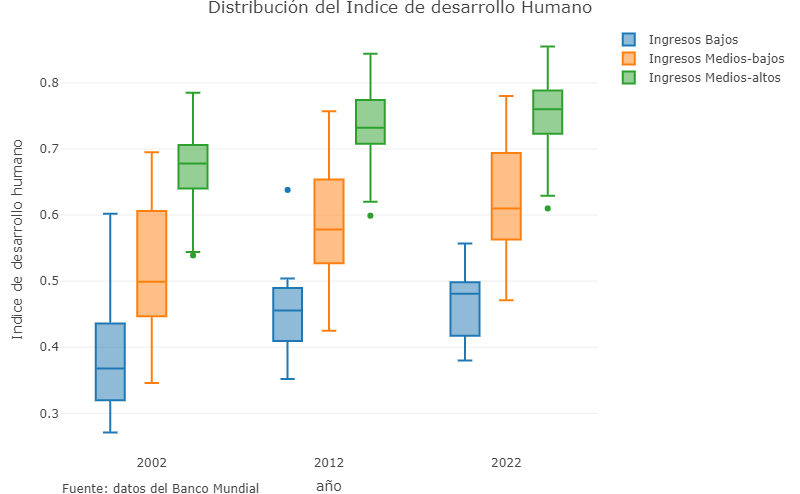 Distribución del Indice de desarrollo Humano
Ingresos Bajos
Ingresos Medios-bajos
Ingresos Medios-altos
Indice de desarrollo humano
0.8
0.7
0.6
0.5
0.4
0.3
2002
2012
2022
año
Fuente: datos del Banco Mundial